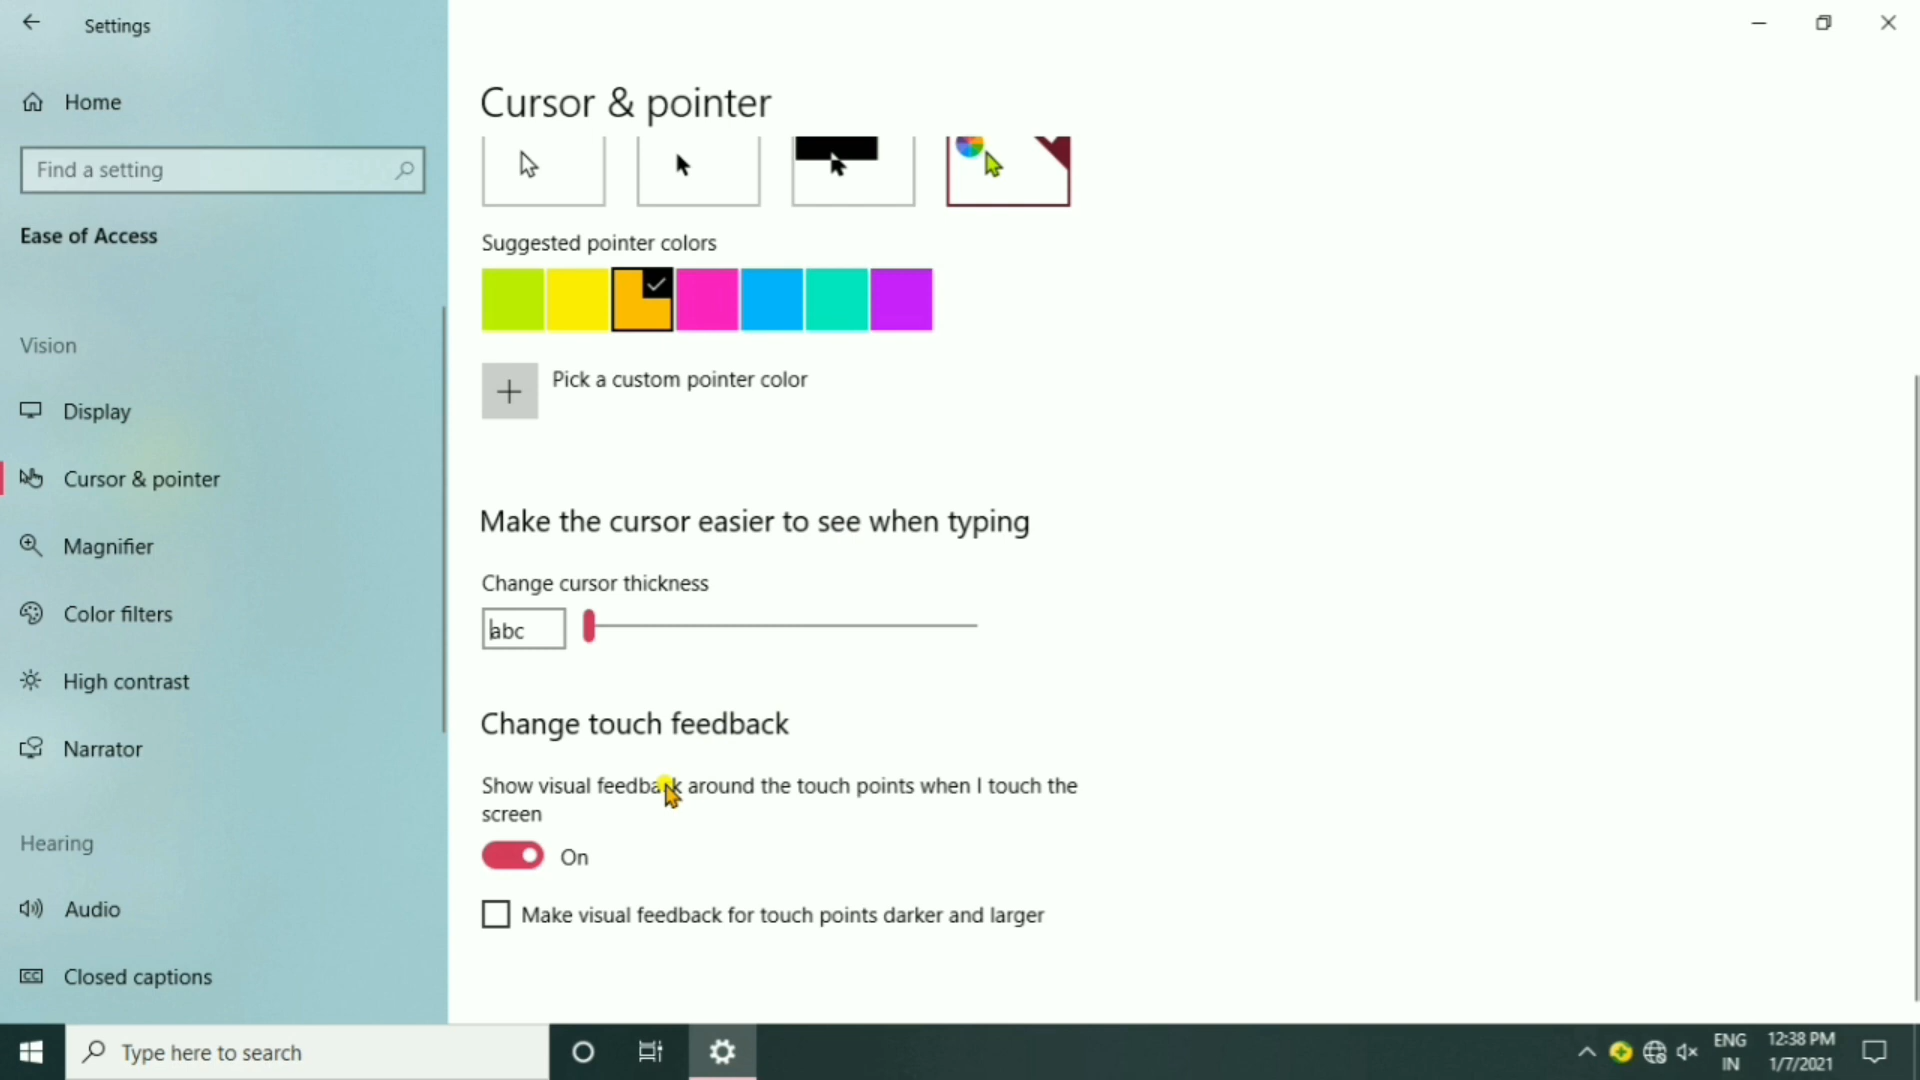 Settings
Home
Find a setting
Ease of Access
Vision
Display
Cursor & pointer
Magnifier
Color filters
High contrast
Narrator
Hearing
Audio
Closed captions
Cursor & pointer
Suggested pointer colors
Pick a custom pointer color
Make the cursor easier to see when typing
Change cursor thickness
abc
Change touch feedback
Show visual feedback around the touch points when I touch the
screen
On
Make visual feedback for touch points darker and larger
Type here to search
ENG
IN
12:38 PM
1/7/2021